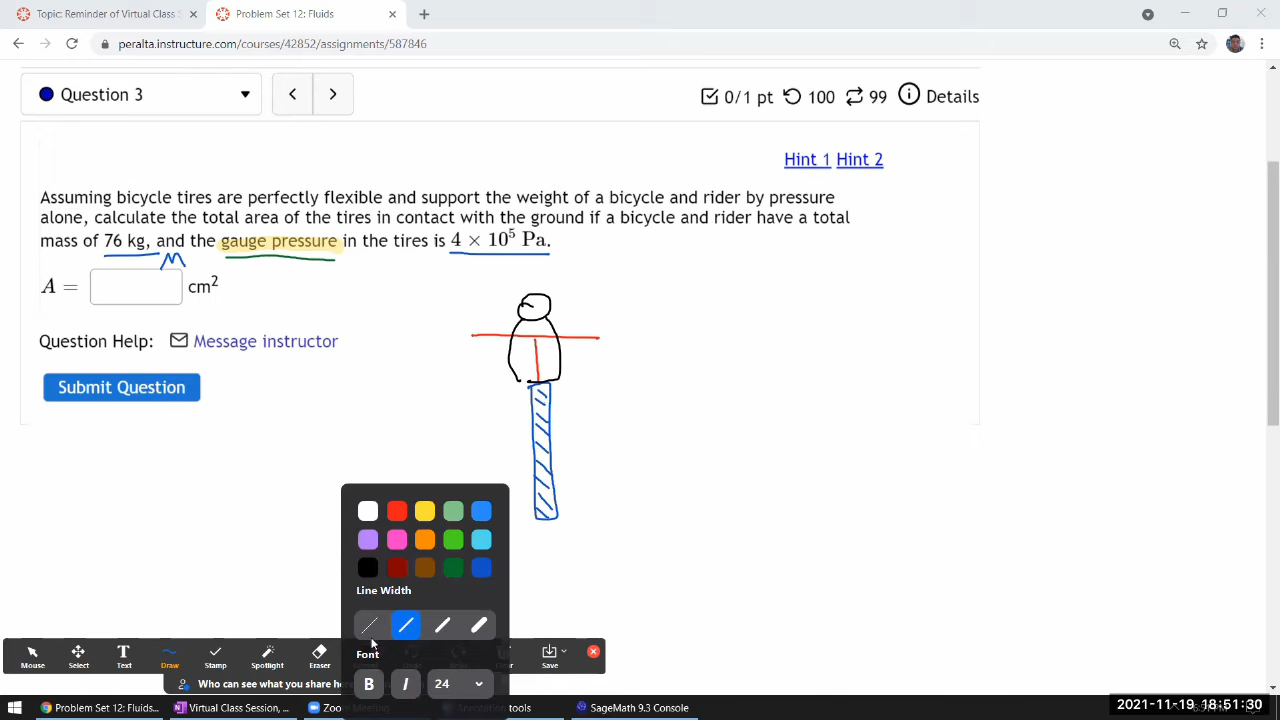 Topic: Reminder of Virtual Class S
Problem Set 12: Fluids
peralta.instructure.com/courses/42852/assignments/587846
Question 3
0/1 pt 100 99 Details
Hint 1 Hint 2
Assuming bicycle tires are perfectly flexible and support the weight of a bicycle and rider by pressure
alone, calculate the total area of the tires in contact with the ground if a bicycle and rider have a total
mass of 76 kg, and the gauge pressure in the tires is 4 × 10⁵ Pa.
M
A = cm²
Question Help: Message instructor
Submit Question
Line Width
Font
B I 24
Mouse Select Text Draw Stamp Spotlight Eraser Clear Save
Who can see what you share here
Problem Set 12: Fluids... Virtual Class Session, ... Zoom Meeting Annotation tools SageMath 9.3 Console
2021-11-19 18:51:30